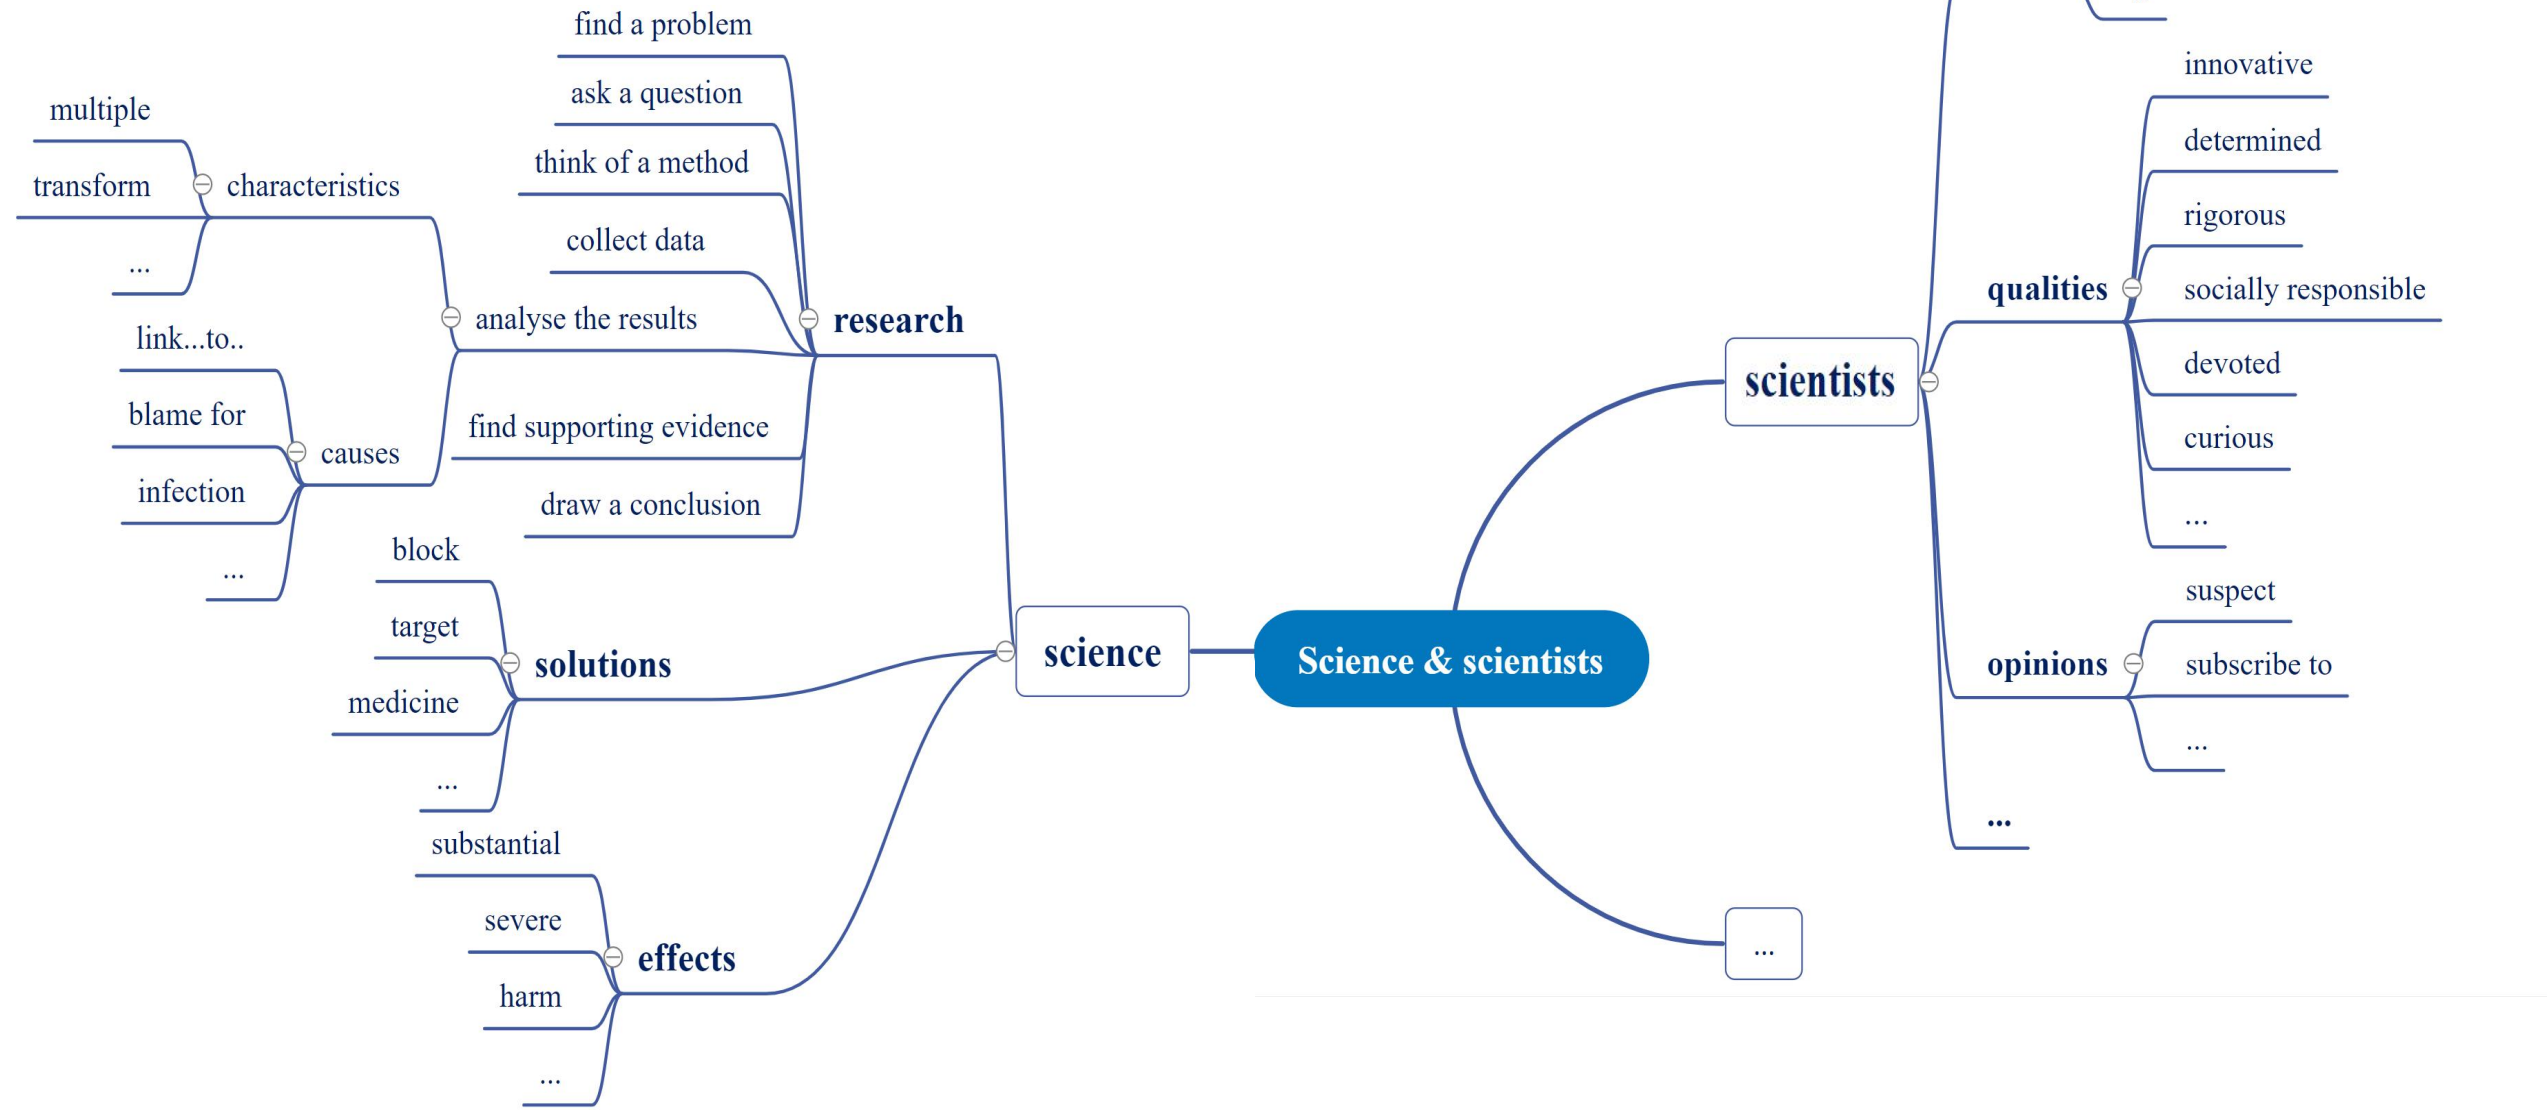 find a problem
ask a question
think of a method
collect data
multiple
transform
...
characteristics
link...to..
blame for
infection
...
causes
analyse the results
find supporting evidence
draw a conclusion
research
block
target
medicine
...
solutions
substantial
severe
harm
...
effects
science
Science & scientists
scientists
innovative
determined
rigorous
socially responsible
devoted
curious
...
qualities
suspect
subscribe to
...
opinions
...
...